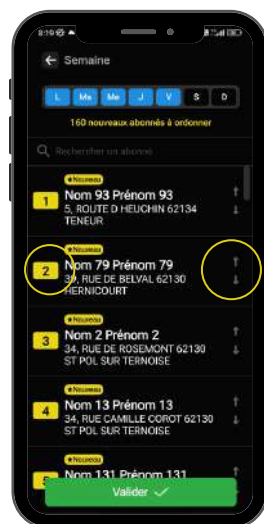 8:19
Semaine
L Ma Me J V S D
160 nouveaux abonnés à ordonner
Rechercher un abonné
★Nouveau
1
Nom 93 Prénom 93
5, ROUTE D HEUCHIN 62134
TENEUR
★Nouveau
2
Nom 79 Prénom 79
39, RUE DE BELVAL 62130
HERNICOURT
★Nouveau
3
Nom 2 Prénom 2
34, RUE DE ROSEMONT 62130
ST POL SUR TERNOISE
★Nouveau
4
Nom 13 Prénom 13
34, RUE CAMILLE COROT 62130
ST POL SUR TERNOISE
★Nouveau
5
Nom 131 Prénom 131
Valider ✓